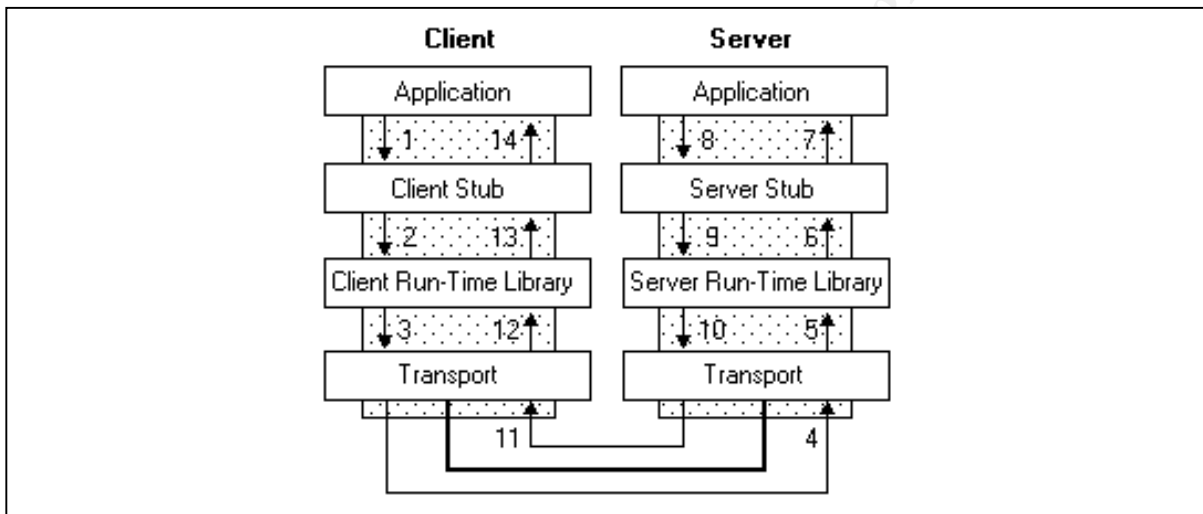 Client Server
Application Application
1 14 8 7
Client Stub Server Stub
2 13 9 6
Client Run-Time Library Server Run-Time Library
3 12 10 5
Transport Transport
11 4